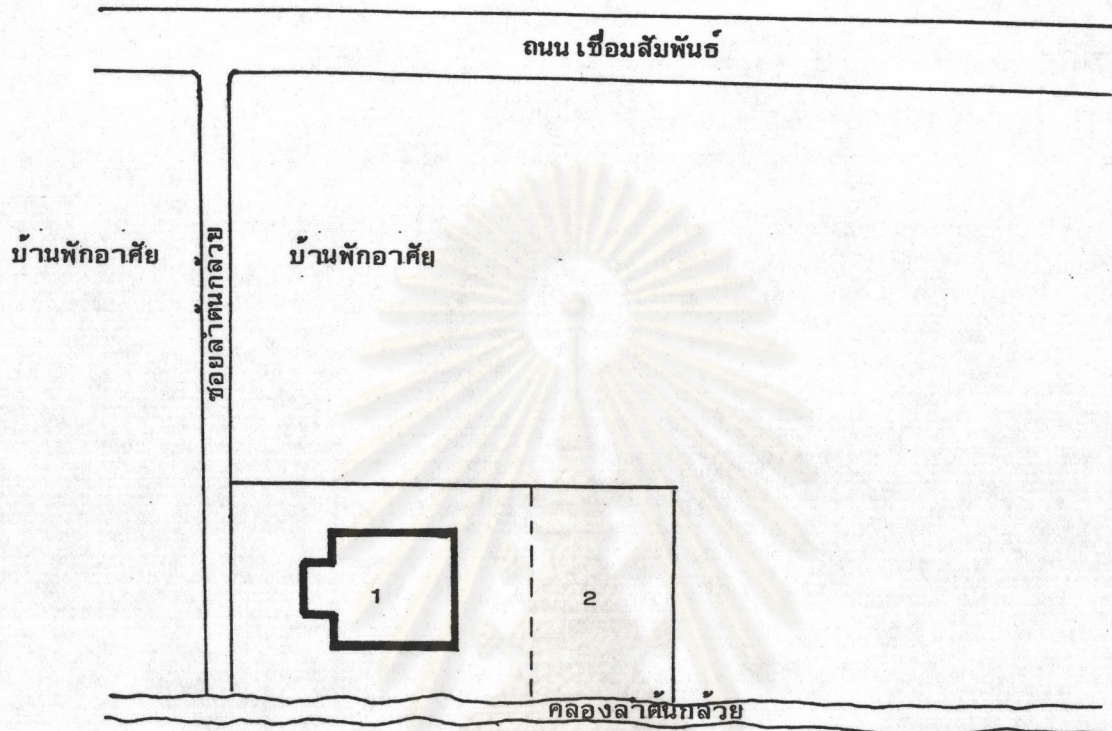 ถนน เชื่อมสัมพันธ์
บ้านพักอาศัย
ซอยลำต้นกล้วย
บ้านพักอาศัย
1
2
คลองลำต้นกล้วย